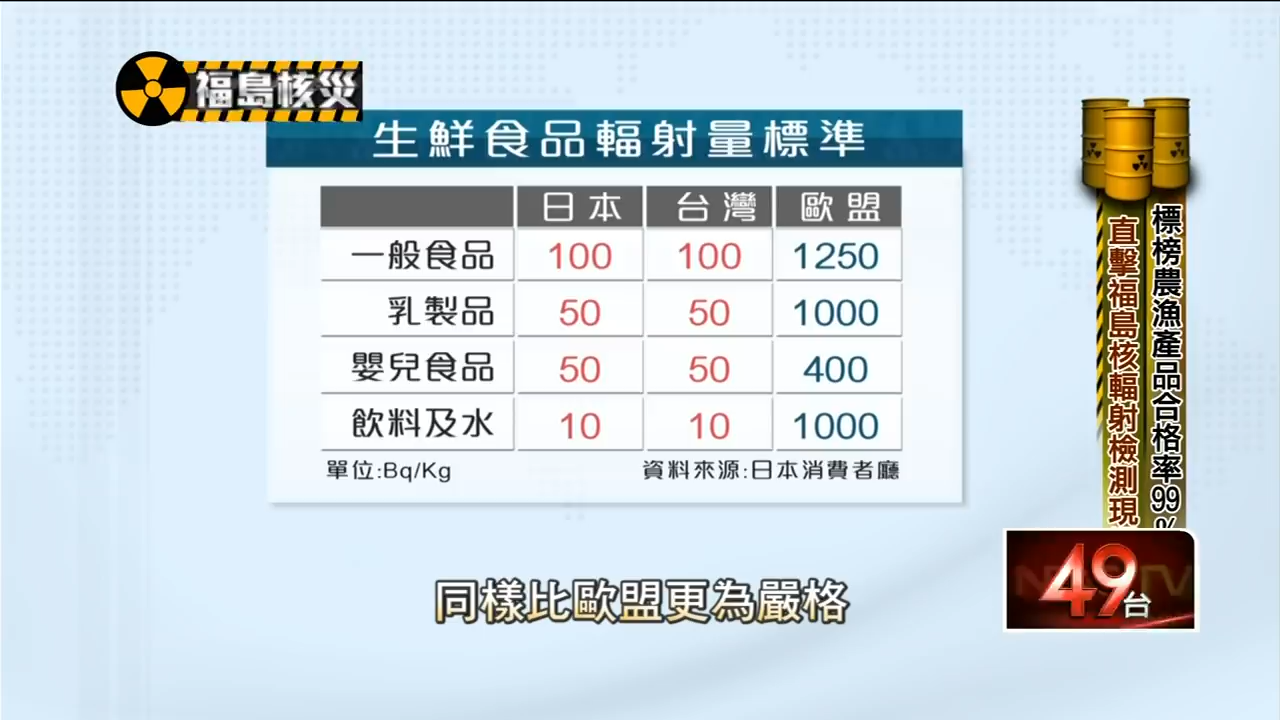 福島核災
生鮮食品輻射量標準
日本 台灣 歐盟
一般食品 100 100 1250
乳製品 50 50 1000
嬰兒食品 50 50 400
飲料及水 10 10 1000
單位:Bq/Kg 資料來源:日本消費者廳
標榜農漁產品合格率99%
直擊福島核輻射檢測現
同樣比歐盟更為嚴格
49台